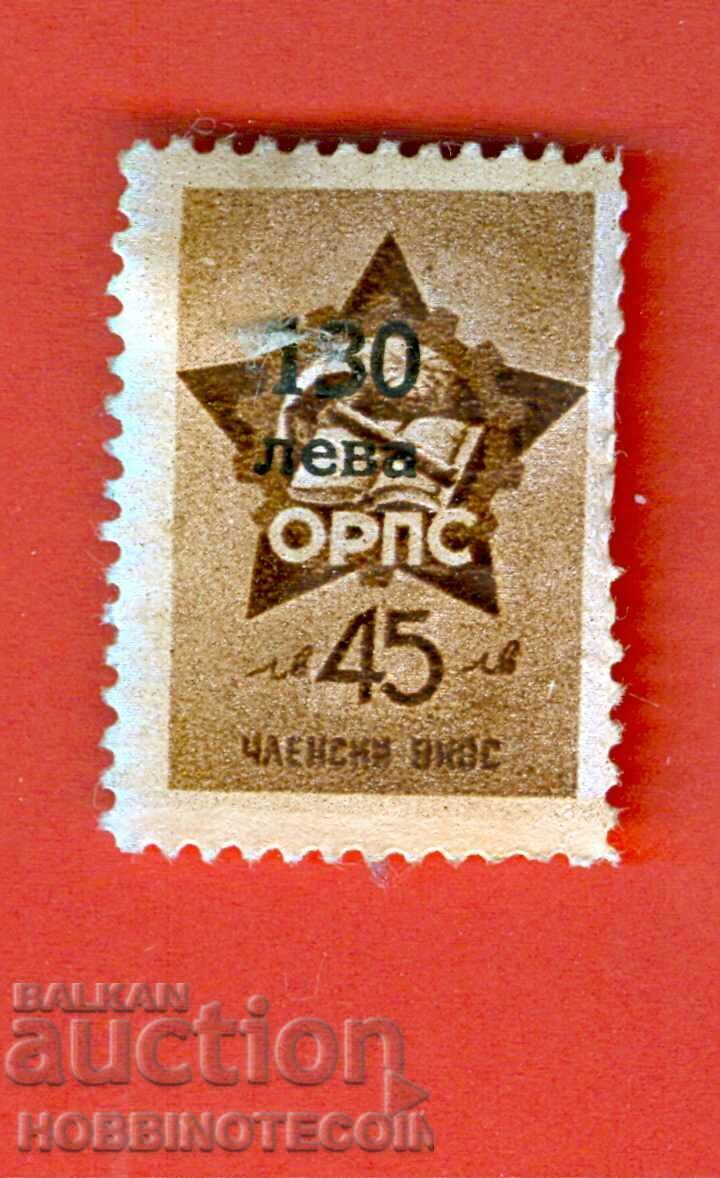 130
лева
ОРПС
лв 45 лв
ЧЛЕНСКИ ВНОС
BALKAN
auction
HOBBINOTECOIN